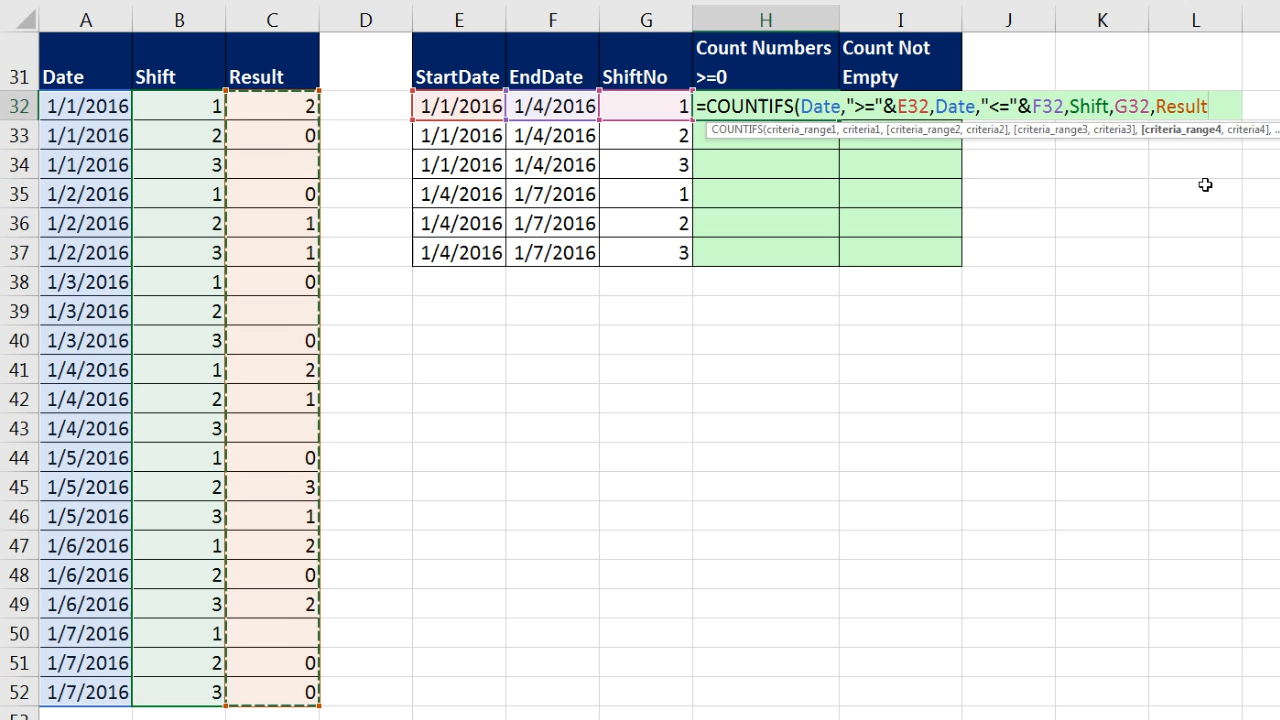 A B C D E F G H I J K L
Count Numbers Count Not
31 Date Shift Result StartDate EndDate ShiftNo >=0 Empty
32 1/1/2016 1 2 1/1/2016 1/4/2016 1 =COUNTIFS(Date,">="&E32,Date,"<="&F32,Shift,G32,Result
COUNTIFS(criteria_range1, criteria1, [criteria_range2, criteria2], [criteria_range3, criteria3], [criteria_range4, criteria4], ...
33 1/1/2016 2 0 1/1/2016 1/4/2016 2
34 1/1/2016 3 1/1/2016 1/4/2016 3
35 1/2/2016 1 0 1/4/2016 1/7/2016 1
36 1/2/2016 2 1 1/4/2016 1/7/2016 2
37 1/2/2016 3 1 1/4/2016 1/7/2016 3
38 1/3/2016 1 0
39 1/3/2016 2
40 1/3/2016 3 0
41 1/4/2016 1 2
42 1/4/2016 2 1
43 1/4/2016 3
44 1/5/2016 1 0
45 1/5/2016 2 3
46 1/5/2016 3 1
47 1/6/2016 1 2
48 1/6/2016 2 0
49 1/6/2016 3 2
50 1/7/2016 1
51 1/7/2016 2 0
52 1/7/2016 3 0